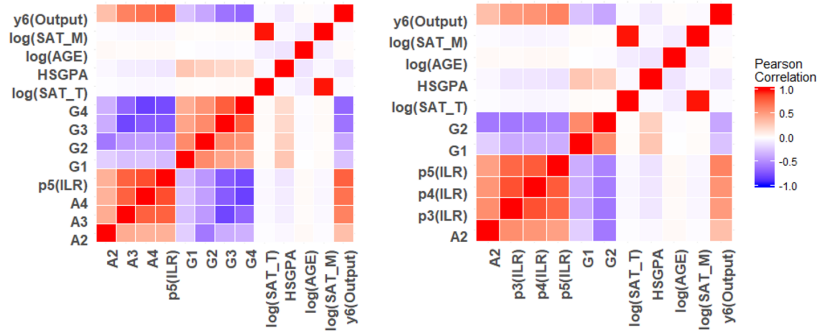 y6(Output)
log(SAT_M)
log(AGE)
HSGPA
log(SAT_T)
G4
G3
G2
G1
p5(ILR)
A4
A3
A2
A2
A3
A4
p5(ILR)
G1
G2
G3
G4
log(SAT_T)
HSGPA
log(AGE)
log(SAT_M)
y6(Output)
y6(Output)
log(SAT_M)
log(AGE)
HSGPA
log(SAT_T)
G2
G1
p5(ILR)
p4(ILR)
p3(ILR)
A2
A2
p3(ILR)
p4(ILR)
p5(ILR)
G1
G2
log(SAT_T)
HSGPA
log(AGE)
log(SAT_M)
y6(Output)
Pearson
Correlation
1.0
0.5
0.0
-0.5
-1.0